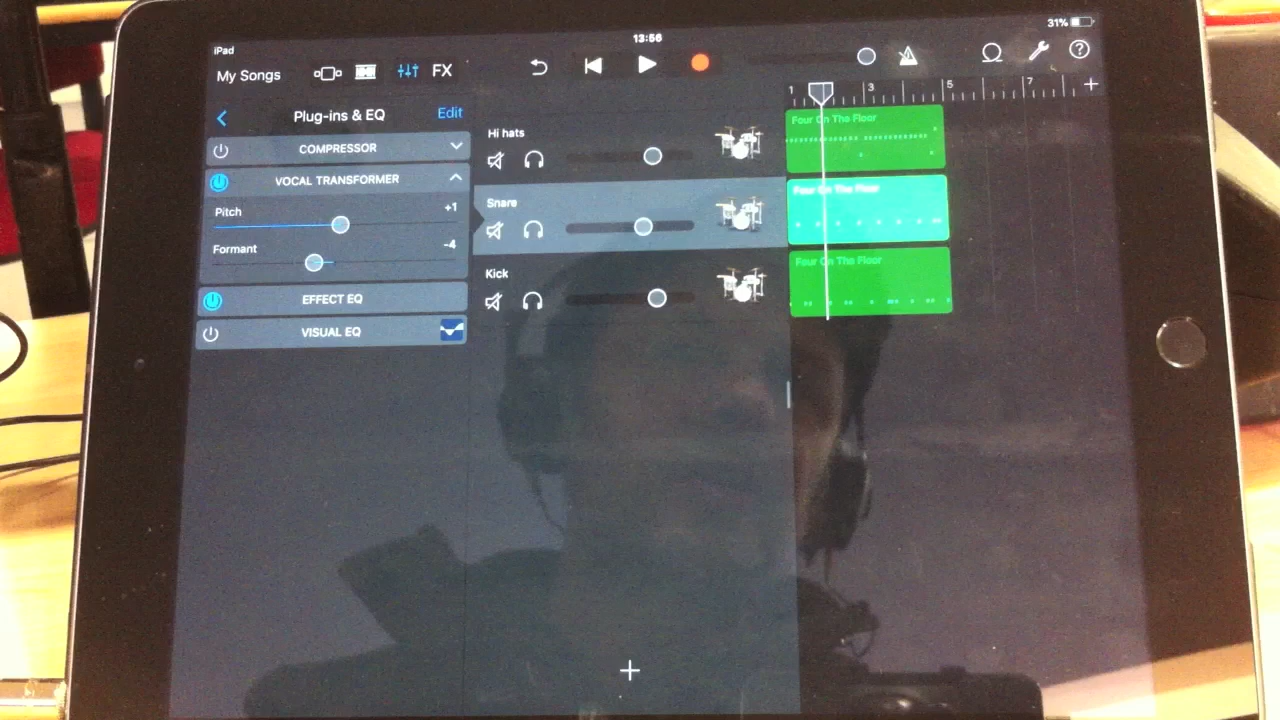 iPad
13:56
31%
My Songs
FX
1 3 5 7
Plug-ins & EQ
Edit
COMPRESSOR
VOCAL TRANSFORMER
Pitch
+1
Formant
-4
EFFECT EQ
VISUAL EQ
Hi hats
Snare
Kick
Four On The Floor
Four On The Floor
Four On The Floor